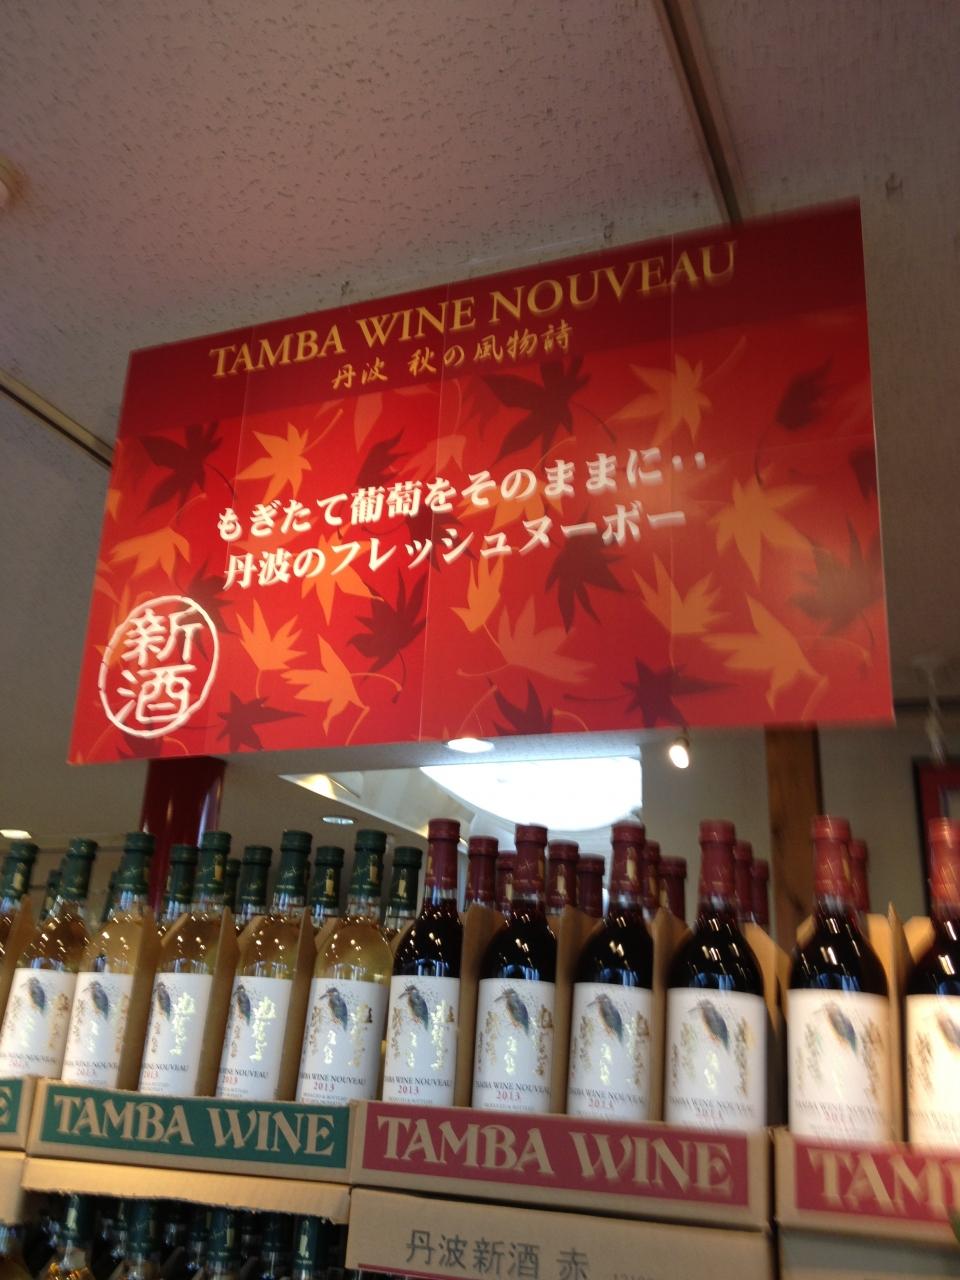 TAMBA WINE NOUVEAU
丹波 秋の風物詩
もぎたて葡萄をそのままに‥
丹波のフレッシュヌーボー
新
酒
TAMBA WINE NOUVEAU
2013
TAMBA WINE
TAMBA WINE
TAM
丹波新酒 赤